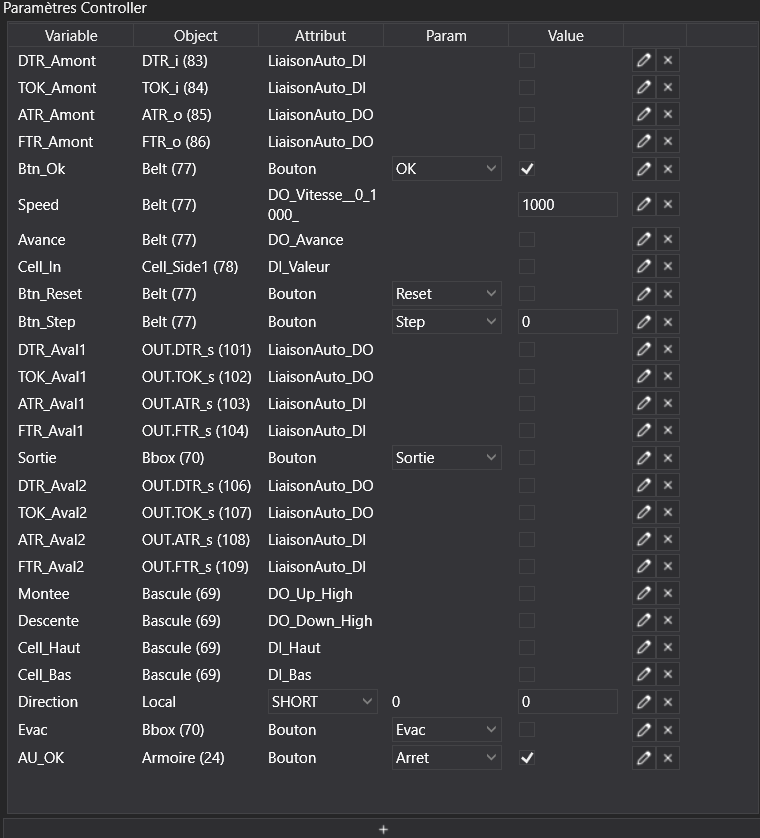 Paramètres Controller
Variable Object Attribut Param Value
DTR_Amont DTR_i (83) LiaisonAuto_DI
TOK_Amont TOK_i (84) LiaisonAuto_DI
ATR_Amont ATR_o (85) LiaisonAuto_DO
FTR_Amont FTR_o (86) LiaisonAuto_DO
Btn_Ok Belt (77) Bouton OK
Speed Belt (77) DO_Vitesse__0_1 1000
000_
Avance Belt (77) DO_Avance
Cell_In Cell_Side1 (78) DI_Valeur
Btn_Reset Belt (77) Bouton Reset
Btn_Step Belt (77) Bouton Step 0
DTR_Aval1 OUT.DTR_s (101) LiaisonAuto_DO
TOK_Aval1 OUT.TOK_s (102) LiaisonAuto_DO
ATR_Aval1 OUT.ATR_s (103) LiaisonAuto_DI
FTR_Aval1 OUT.FTR_s (104) LiaisonAuto_DI
Sortie Bbox (70) Bouton Sortie
DTR_Aval2 OUT.DTR_s (106) LiaisonAuto_DO
TOK_Aval2 OUT.TOK_s (107) LiaisonAuto_DO
ATR_Aval2 OUT.ATR_s (108) LiaisonAuto_DI
FTR_Aval2 OUT.FTR_s (109) LiaisonAuto_DI
Montee Bascule (69) DO_Up_High
Descente Bascule (69) DO_Down_High
Cell_Haut Bascule (69) DI_Haut
Cell_Bas Bascule (69) DI_Bas
Direction Local SHORT 0 0
Evac Bbox (70) Bouton Evac
AU_OK Armoire (24) Bouton Arret
+